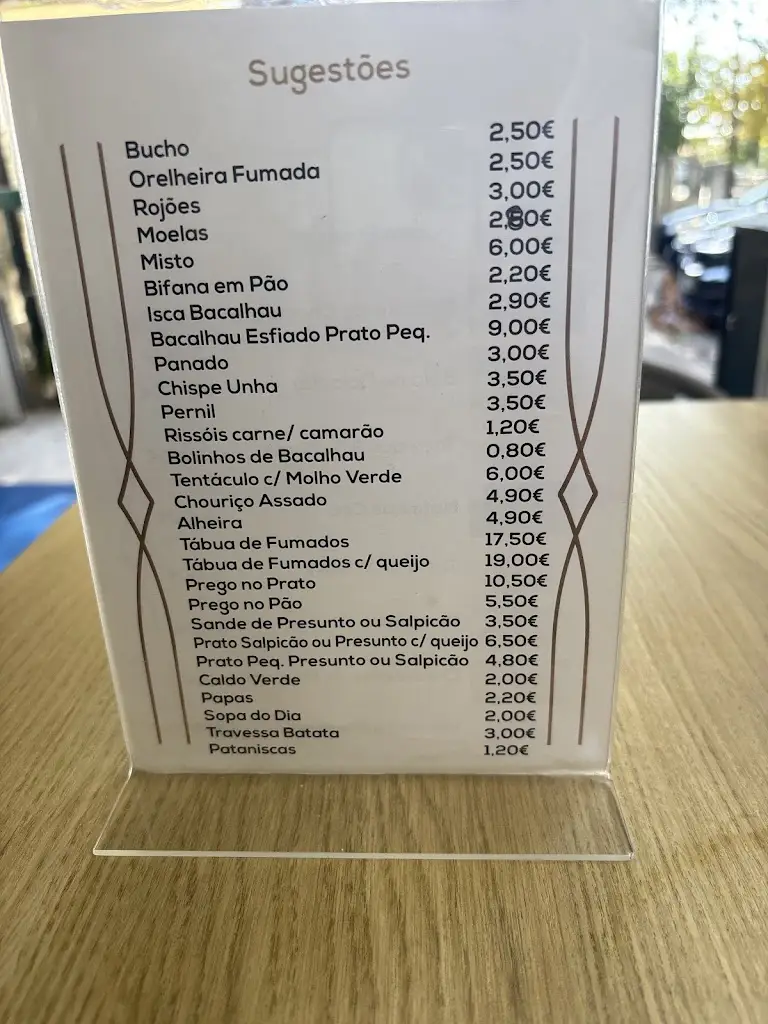 Sugestões
Bucho 2,50€
Orelheira Fumada 2,50€
Rojões 3,00€
Moelas 2,80€
Misto 6,00€
Bifana em Pão 2,20€
Isca Bacalhau 2,90€
Bacalhau Esfiado Prato Peq. 9,00€
Panado 3,00€
Chispe Unha 3,50€
Pernil 3,50€
Rissóis carne/ camarão 1,20€
Bolinhos de Bacalhau 0,80€
Tentáculo c/ Molho Verde 6,00€
Chouriço Assado 4,90€
Alheira 4,90€
Tábua de Fumados 17,50€
Tábua de Fumados c/ queijo 19,00€
Prego no Prato 10,50€
Prego no Pão 5,50€
Sande de Presunto ou Salpicão 3,50€
Prato Salpicão ou Presunto c/ queijo 6,50€
Prato Peq. Presunto ou Salpicão 4,80€
Caldo Verde 2,00€
Papas 2,20€
Sopa do Dia 2,00€
Travessa Batata 3,00€
Pataniscas 1,20€